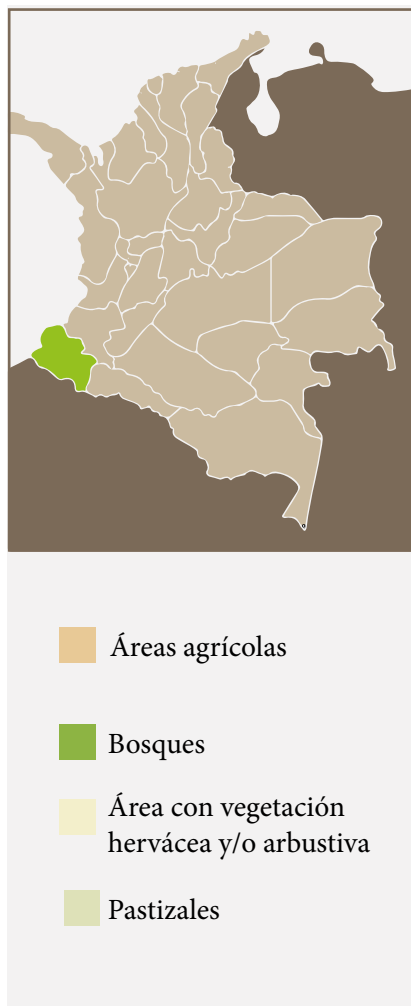 Áreas agrícolas
Bosques
Área con vegetación
hervácea y/o arbustiva
Pastizales